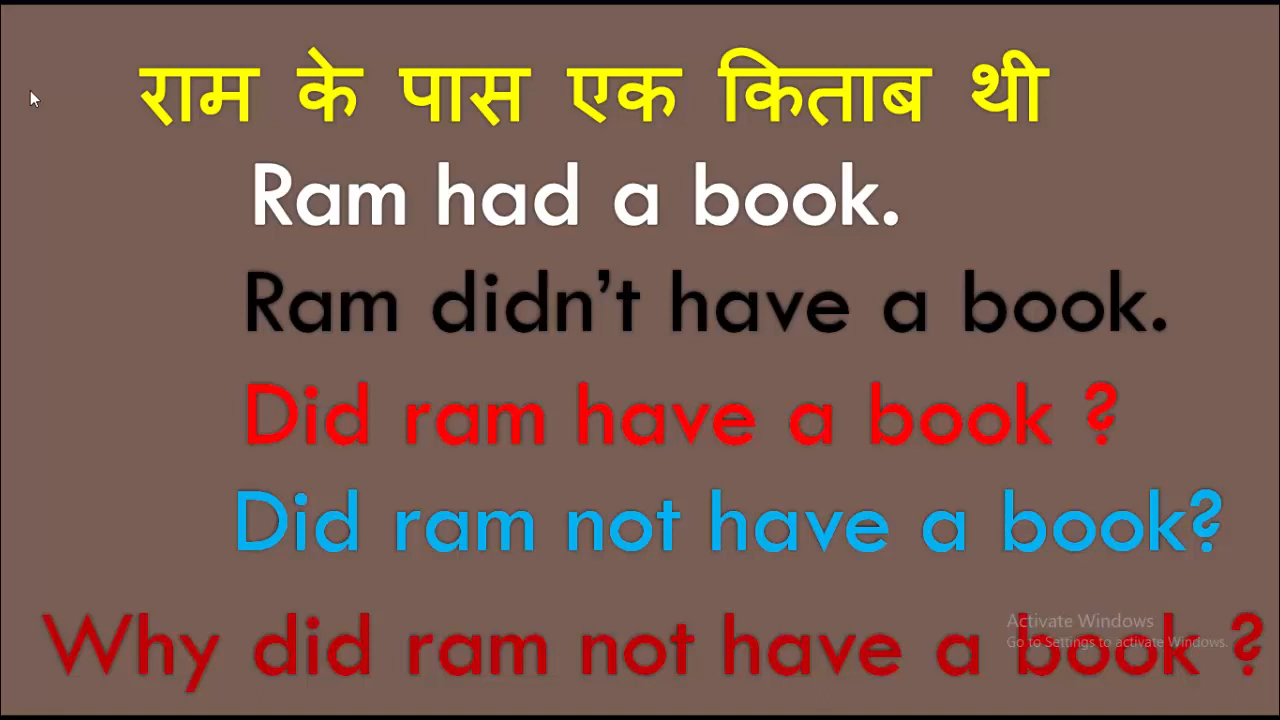 राम के पास एक किताब थी
Ram had a book.
Ram didn’t have a book.
Did ram have a book ?
Did ram not have a book?
Why did ram not have a book ?
Activate Windows
Go to Settings to activate Windows.